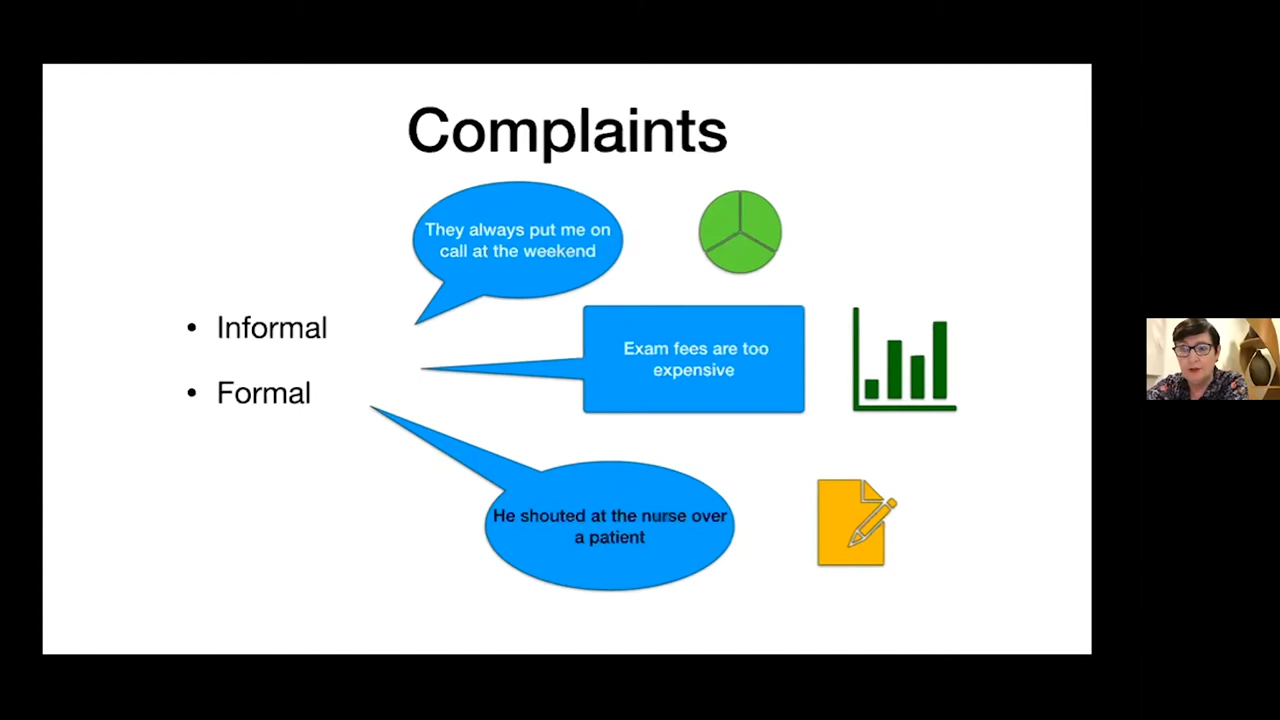 Complaints
They always put me on
call at the weekend
• Informal
Exam fees are too
expensive
• Formal
He shouted at the nurse over
a patient